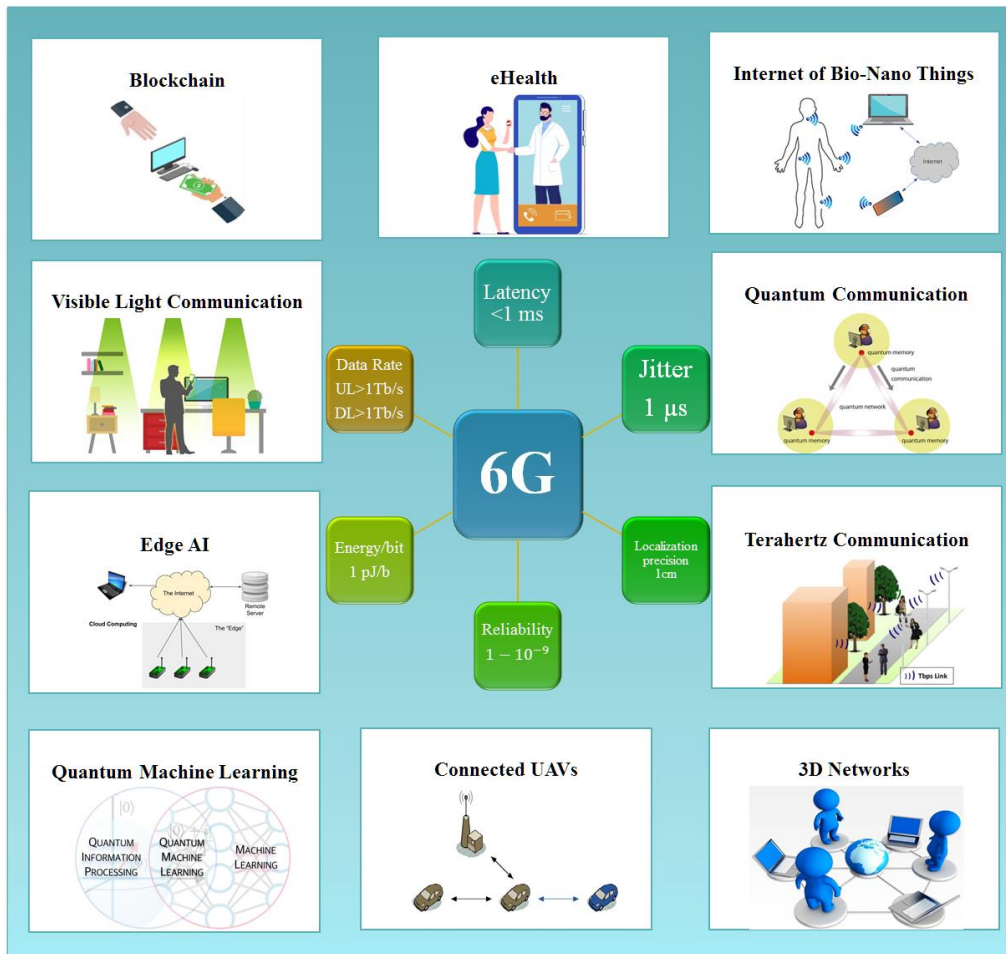 Blockchain
eHealth
Internet of Bio-Nano Things
Internet
Visible Light Communication
Latency
<1 ms
Data Rate
UL>1Tb/s
DL>1Tb/s
Jitter
1 µs
6G
Energy/bit
1 pJ/b
Localization
precision
1cm
Reliability
1 − 10⁻⁹
Quantum Communication
quantum memory
quantum
communication
quantum network
quantum memory
quantum memory
Edge AI
The Internet
Remote
Server
Cloud Computing
The "Edge"
Terahertz Communication
Tbps Link
Quantum Machine Learning
|0⟩
QUANTUM
INFORMATION
PROCESSING
QUANTUM
MACHINE
LEARNING
MACHINE
LEARNING
Connected UAVs
3D Networks